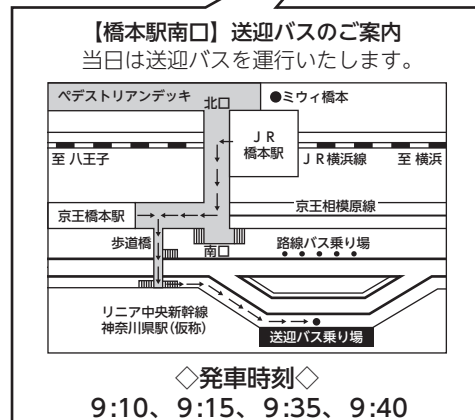 【橋本駅南口】送迎バスのご案内
当日は送迎バスを運行いたします。
ペデストリアンデッキ
北口
●ミウィ橋本
ＪＲ
橋本駅
至 八王子
ＪＲ横浜線
至 横浜
京王相模原線
京王橋本駅
歩道橋
南口
路線バス乗り場
リニア中央新幹線
神奈川県駅（仮称）
送迎バス乗り場
◇発車時刻◇
9:10、9:15、9:35、9:40